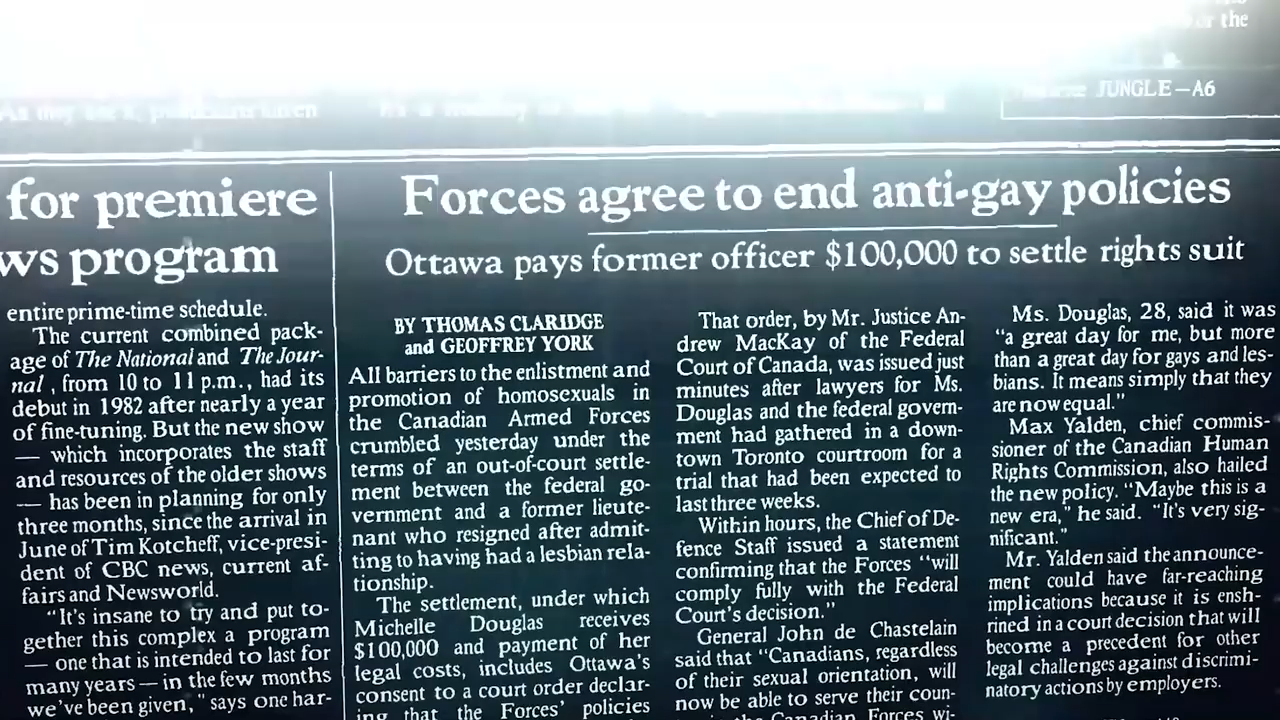 or the
JUNGLE—A6
for premiere
ws program
entire prime-time schedule.
The current combined pack-
age of The National and The Jour-
nal , from 10 to 11 p.m., had its
debut in 1982 after nearly a year
of fine-tuning. But the new show
— which incorporates the staff
and resources of the older shows
— has been in planning for only
three months, since the arrival in
June of Tim Kotcheff, vice-presi-
dent of CBC news, current af-
fairs and Newsworld.
"It's insane to try and put to-
gether this complex a program
— one that is intended to last for
many years — in the few months
we've been given," says one har-
Forces agree to end anti-gay policies
Ottawa pays former officer $100,000 to settle rights suit
BY THOMAS CLARIDGE
and GEOFFREY YORK
All barriers to the enlistment and
promotion of homosexuals in
the Canadian Armed Forces
crumbled yesterday under the
terms of an out-of-court settle-
ment between the federal go-
vernment and a former lieute-
nant who resigned after admit-
ting to having had a lesbian rela-
tionship.
The settlement, under which
Michelle Douglas receives
$100,000 and payment of her
legal costs, includes Ottawa's
consent to a court order declar-
ing that the Forces' policies
That order, by Mr. Justice An-
drew MacKay of the Federal
Court of Canada, was issued just
minutes after lawyers for Ms.
Douglas and the federal govern-
ment had gathered in a down-
town Toronto courtroom for a
trial that had been expected to
last three weeks.
Within hours, the Chief of De-
fence Staff issued a statement
confirming that the Forces "will
comply fully with the Federal
Court's decision."
General John de Chastelain
said that "Canadians, regardless
of their sexual orientation, will
now be able to serve their coun-
Canadian Forces wi-
Ms. Douglas, 28, said it was
"a great day for me, but more
than a great day for gays and les-
bians. It means simply that they
are now equal."
Max Yalden, chief commis-
sioner of the Canadian Human
Rights Commission, also hailed
the new policy. "Maybe this is a
new era," he said. "It's very sig-
nificant."
Mr. Yalden said the announce-
ment could have far-reaching
implications because it is ensh-
rined in a court decision that will
become a precedent for other
legal challenges against discrimi-
natory actions by employers.